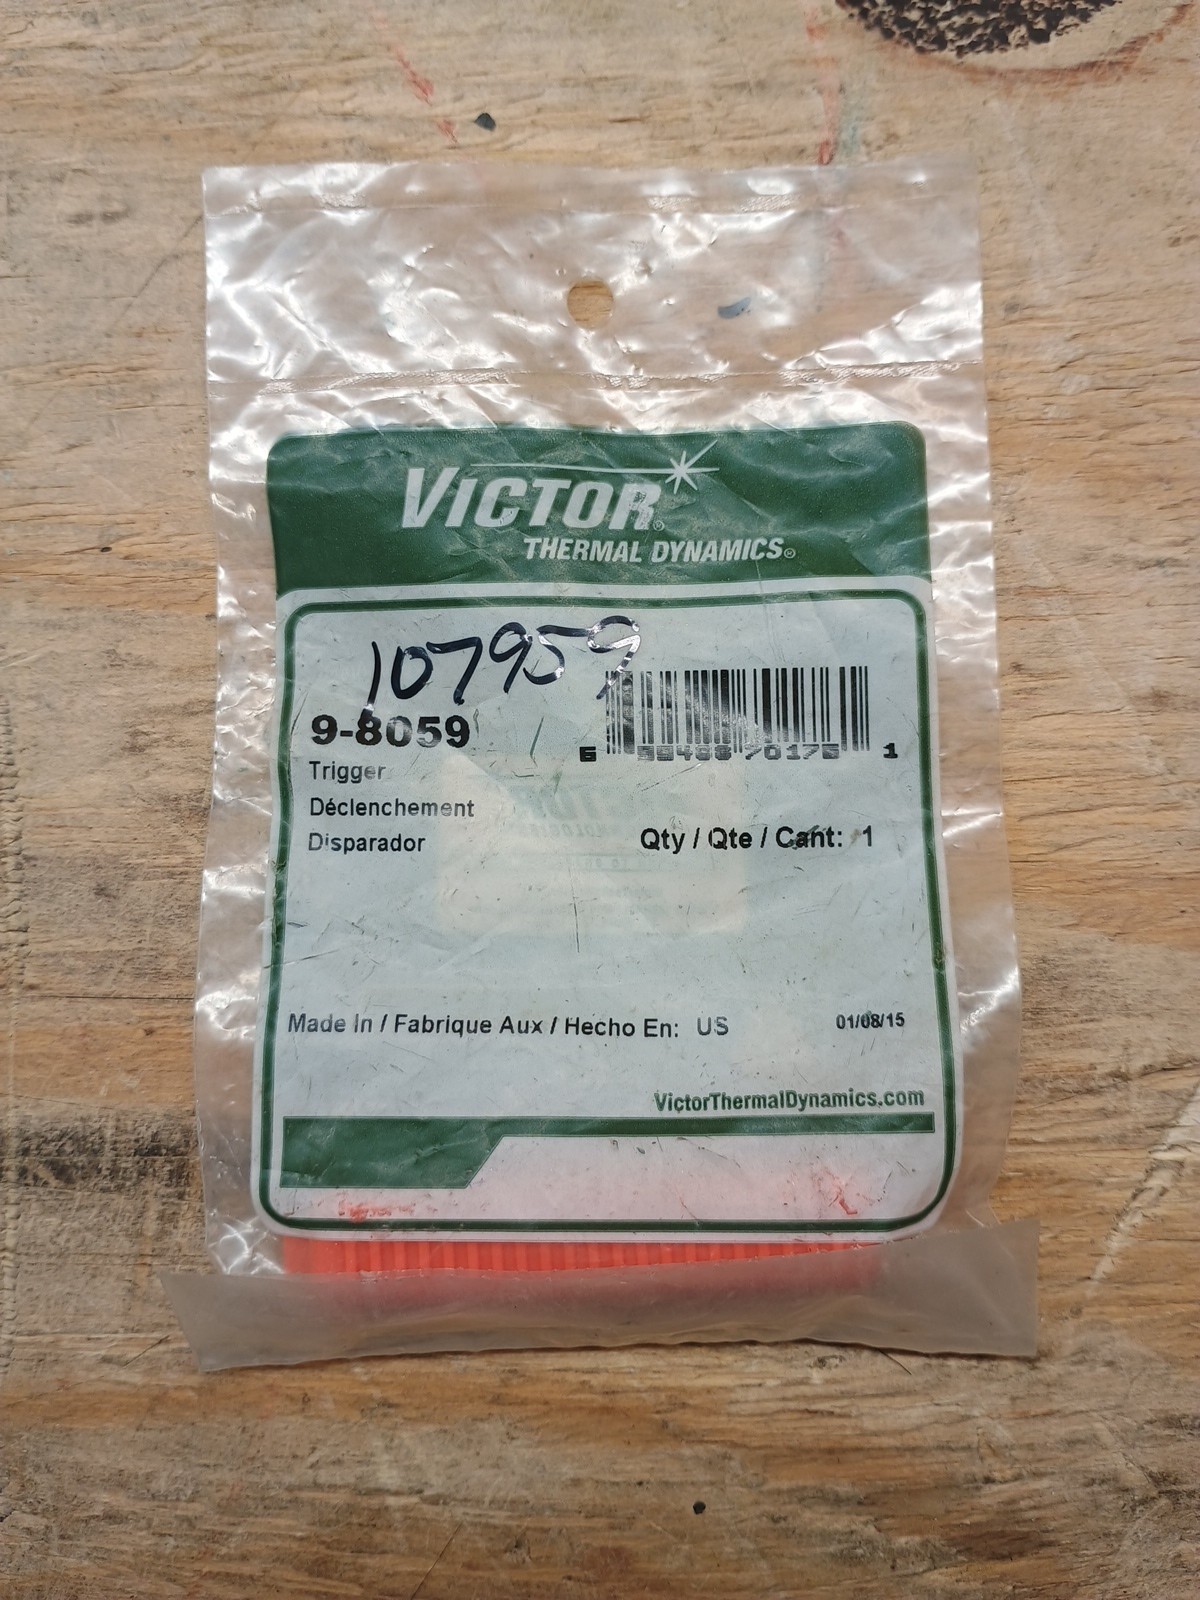 VICTOR®
THERMAL DYNAMICS®
107959
9-8059
Trigger
Déclenchement
Disparador
Qty / Qte / Cant: 1
Made In / Fabrique Aux / Hecho En: US
01/08/15
VictorThermalDynamics.com